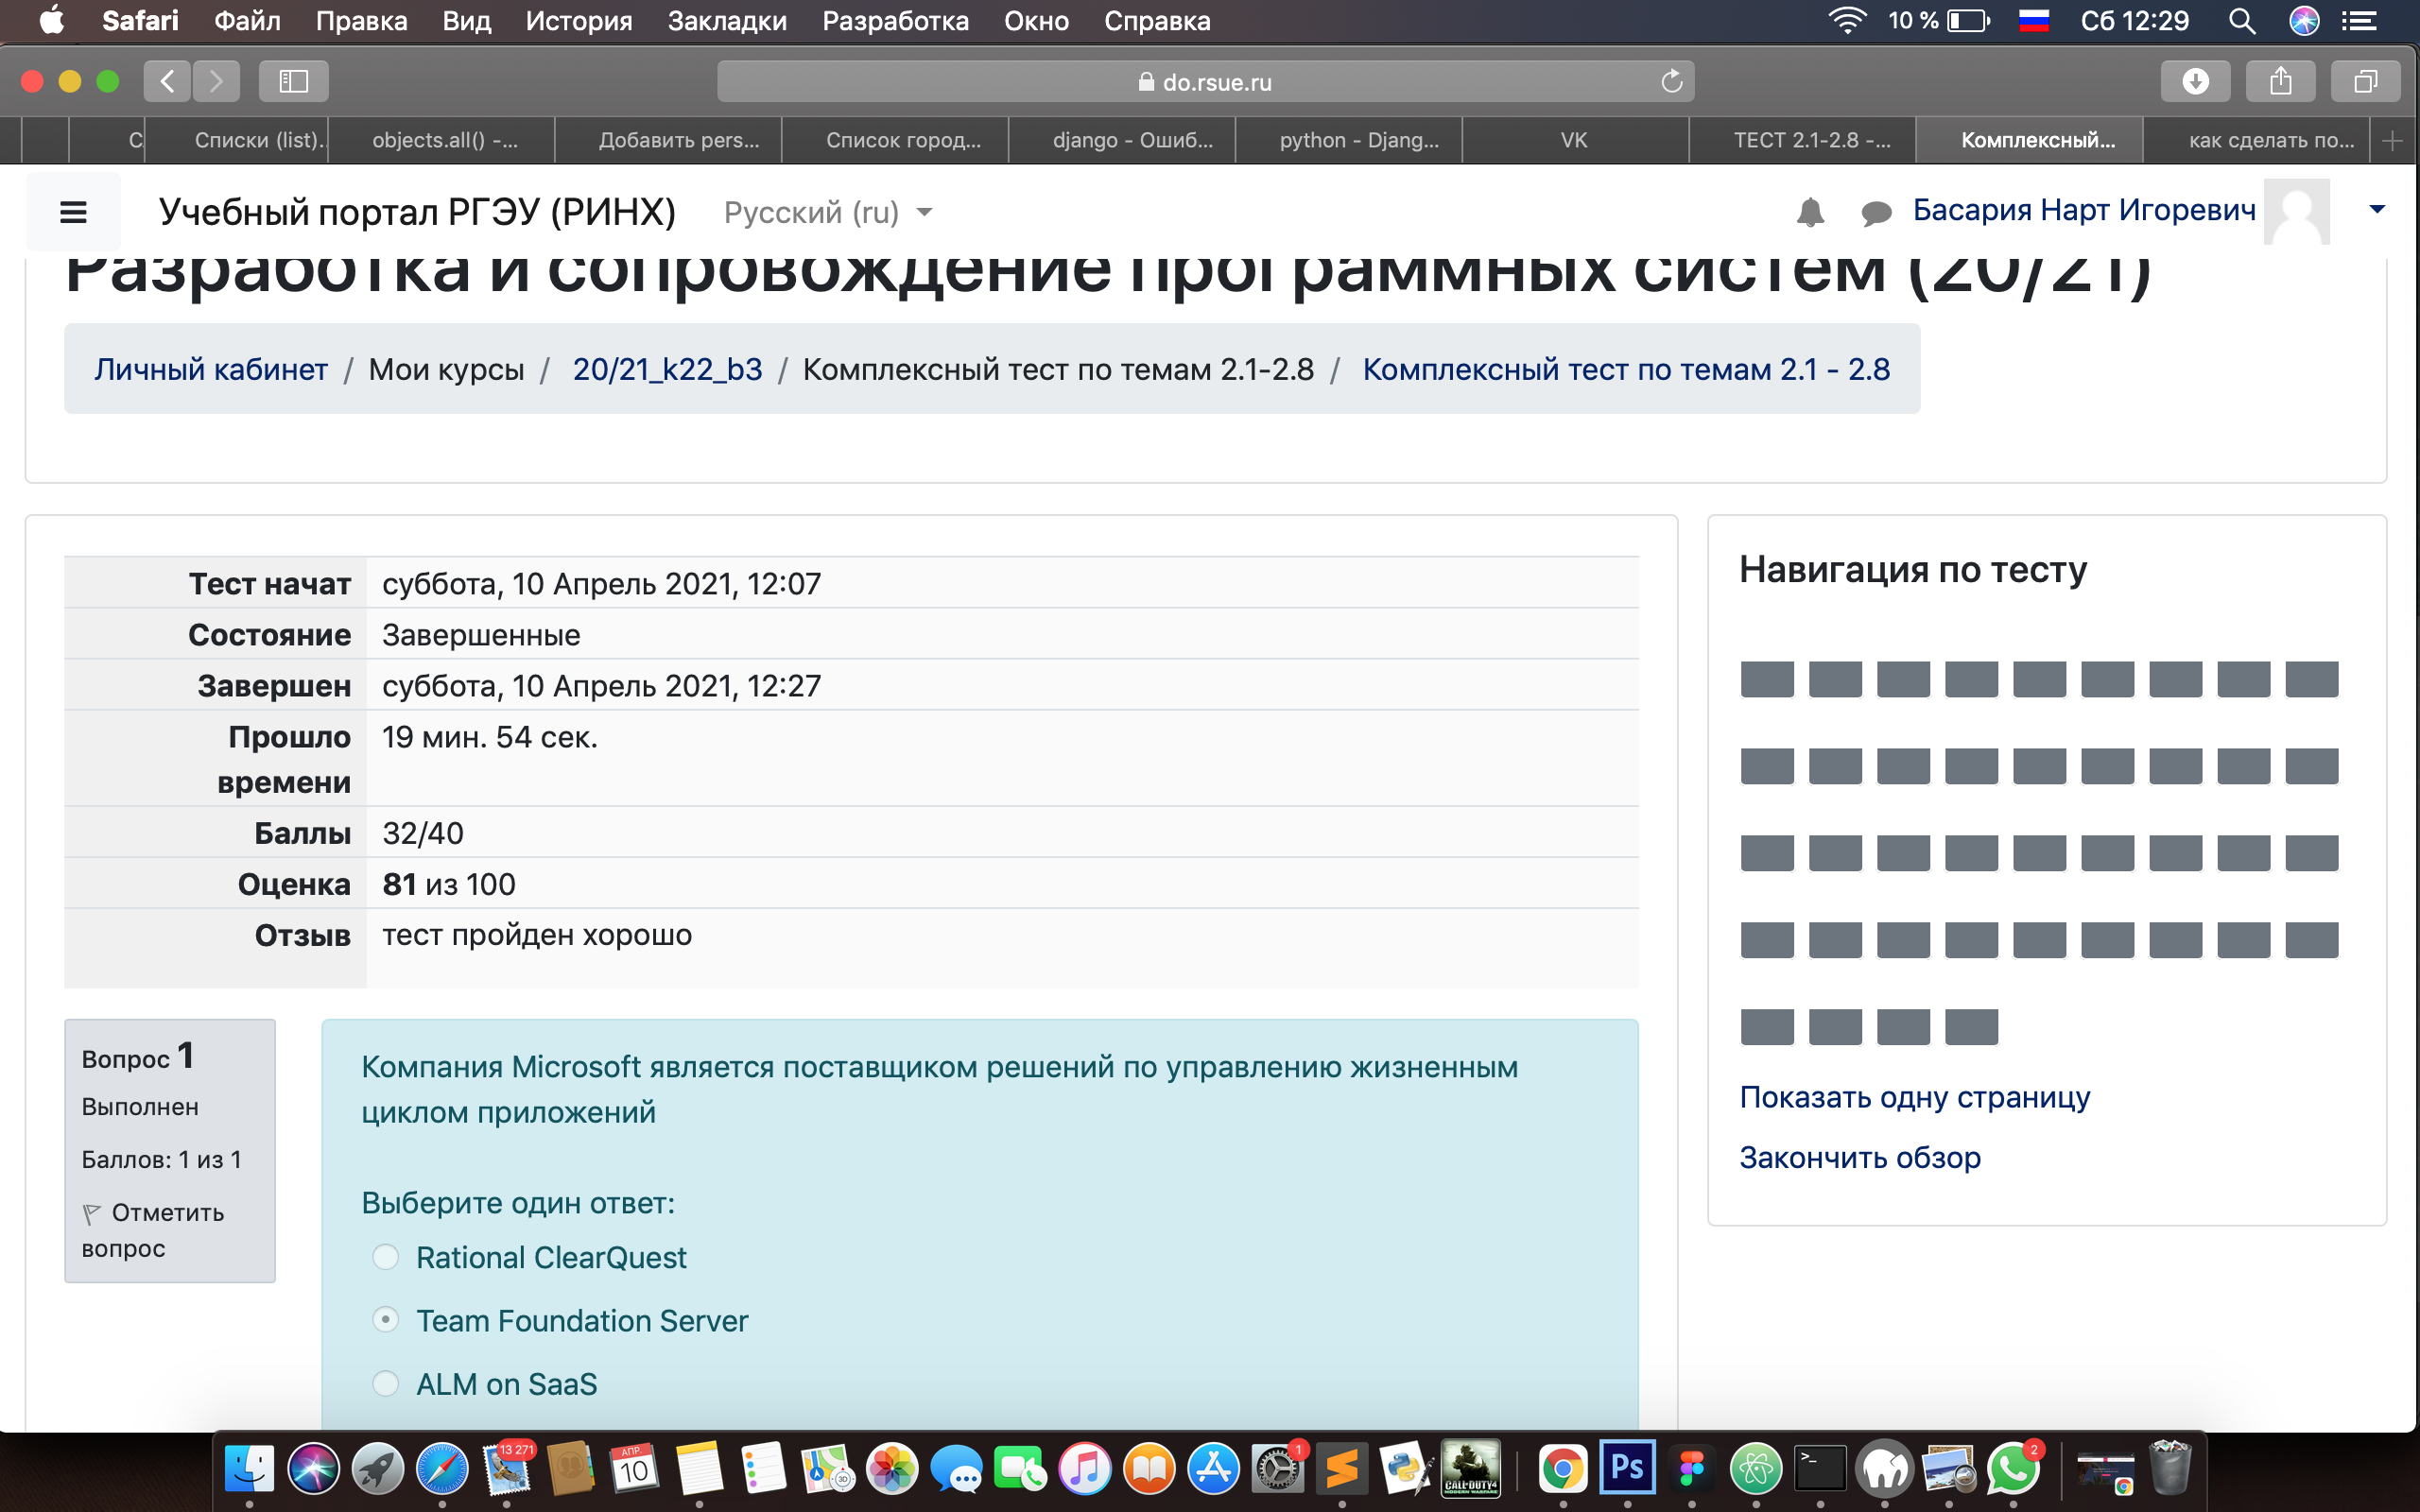 Safari Файл Правка Вид История Закладки Разработка Окно Справка 10 % Сб 12:29
do.rsue.ru
С Списки (list)... objects.all() -... Добавить pers... Список город... django - Ошиб... python - Djang... VK ТЕСТ 2.1-2.8 -... Комплексный... как сделать по...
Учебный портал РГЭУ (РИНХ) Русский (ru) Басария Нарт Игоревич
Разработка и сопровождение программных систем (20/21)
Личный кабинет / Мои курсы / 20/21_k22_b3 / Комплексный тест по темам 2.1-2.8 / Комплексный тест по темам 2.1 - 2.8
Тест начат суббота, 10 Апрель 2021, 12:07
Состояние Завершенные
Завершен суббота, 10 Апрель 2021, 12:27
Прошло 19 мин. 54 сек.
времени
Баллы 32/40
Оценка 81 из 100
Отзыв тест пройден хорошо
Навигация по тесту
Показать одну страницу
Закончить обзор
Вопрос 1
Выполнен
Баллов: 1 из 1
Отметить
вопрос
Компания Microsoft является поставщиком решений по управлению жизненным
циклом приложений
Выберите один ответ:
Rational ClearQuest
Team Foundation Server
ALM on SaaS
13 271
АПР.
10
3D
1
CALL·DUTY4
MODERN WARFARE
Ps
>_
2